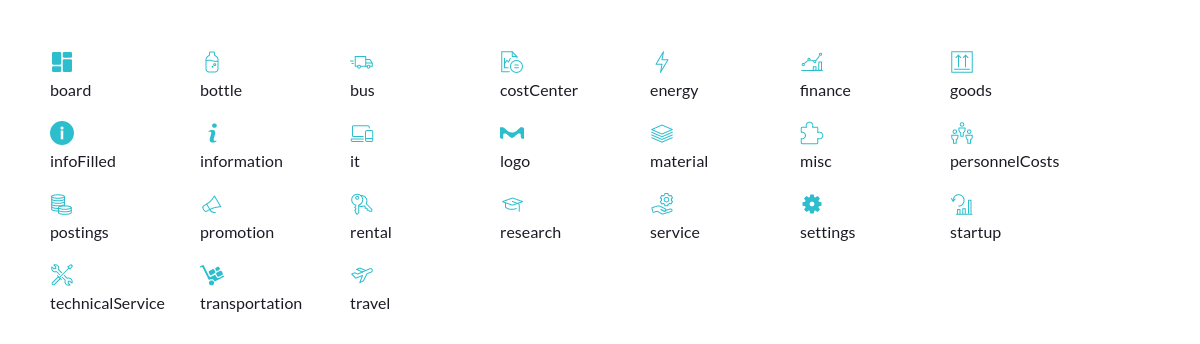 board bottle bus costCenter energy finance goods
infoFilled information it logo material misc personnelCosts
postings promotion rental research service settings startup
technicalService transportation travel